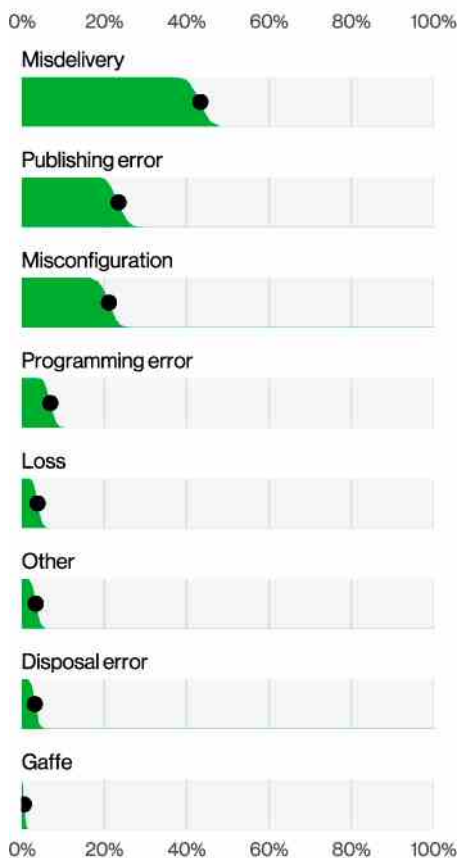 0% 20% 40% 60% 80% 100%
Misdelivery
Publishing error
Misconfiguration
Programming error
Loss
Other
Disposal error
Gaffe
0% 20% 40% 60% 80% 100%